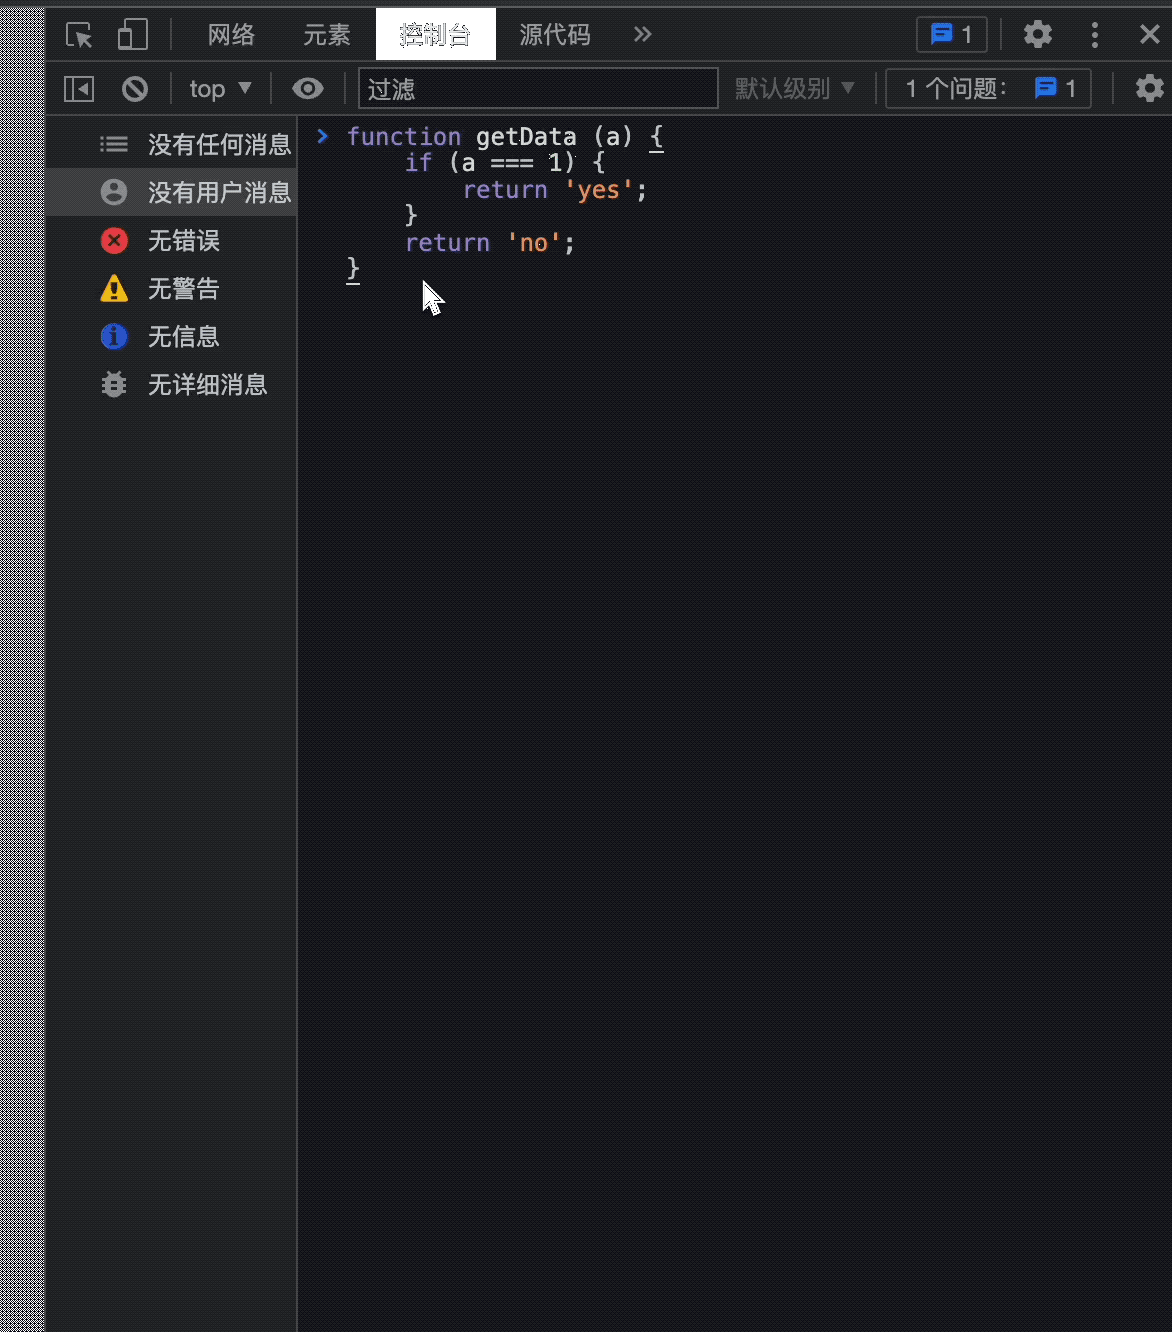 网络 元素 控制台 源代码 » 1
top ▼ 过滤 默认级别 ▼ 1 个问题： 1
没有任何消息
没有用户消息
无错误
无警告
无信息
无详细消息
> function getData (a) {
    if (a === 1) {
        return 'yes';
    }
    return 'no';
}